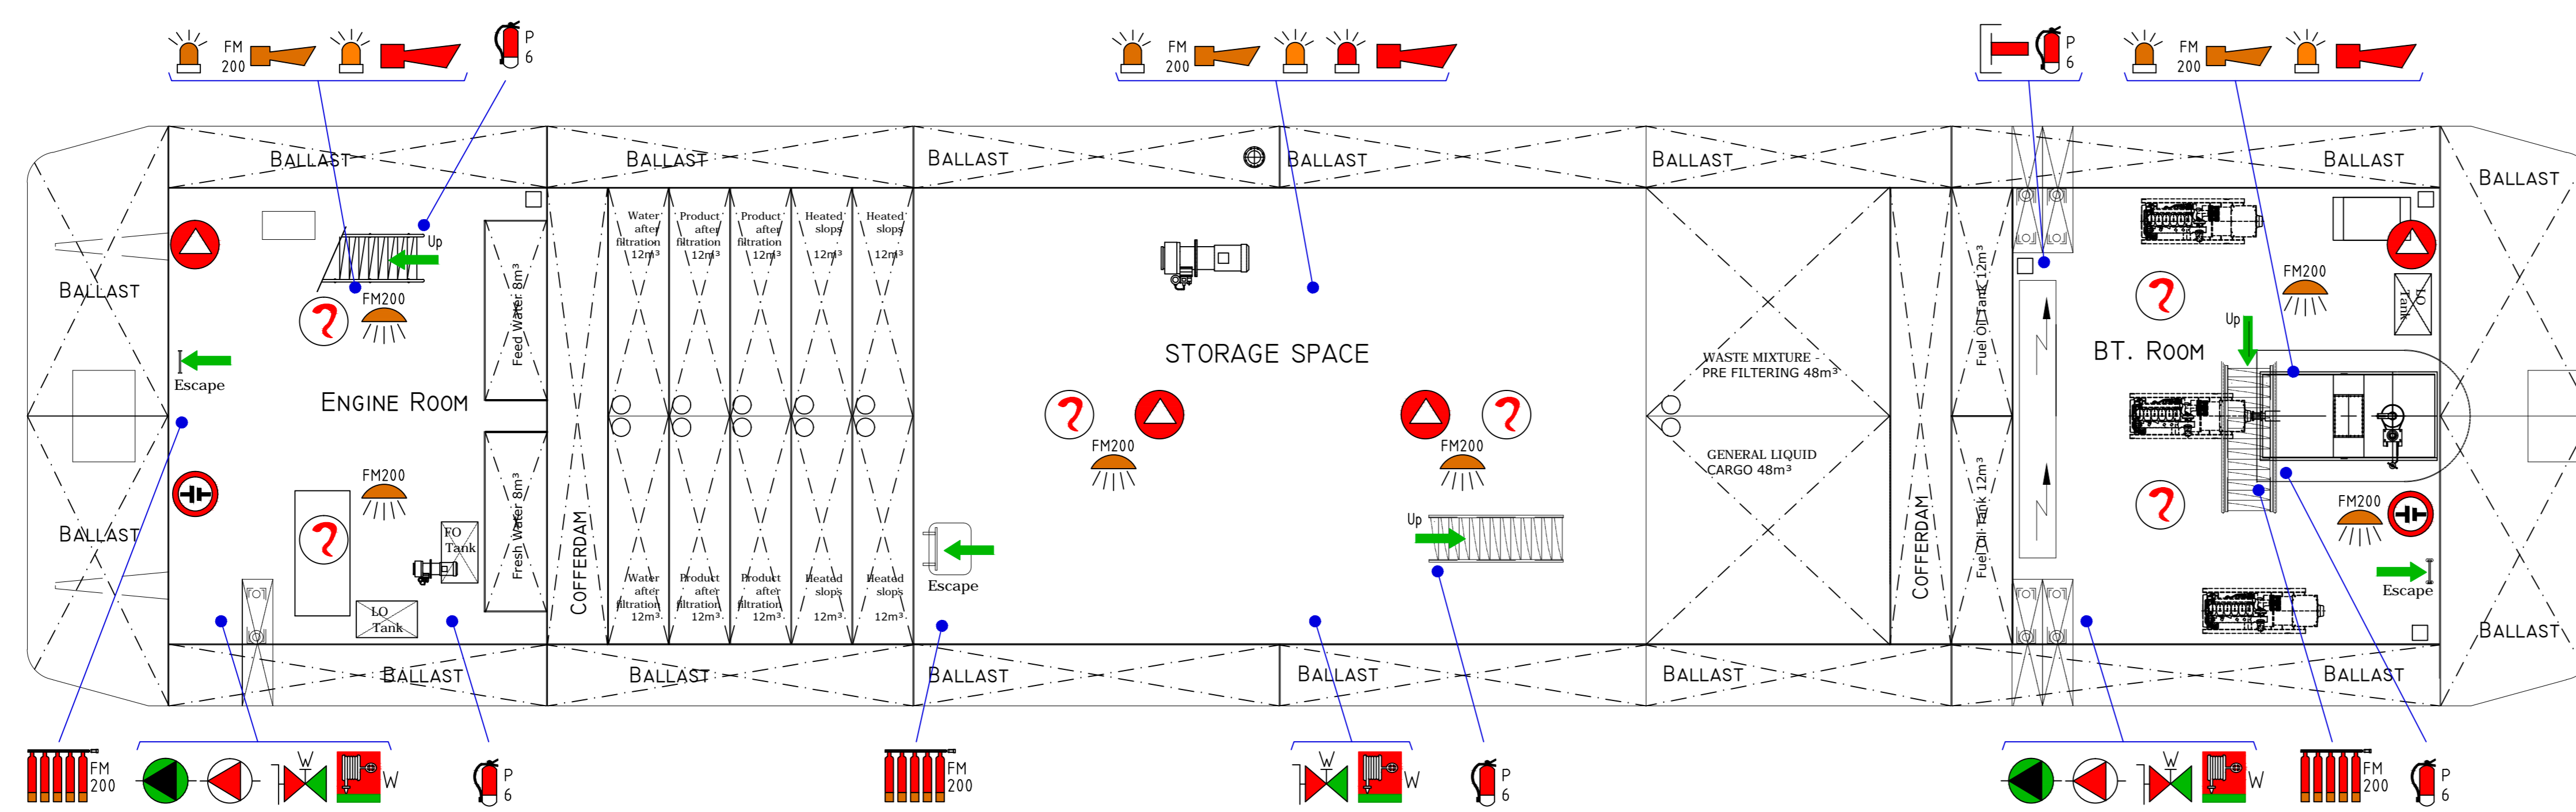 FM
200
P
6
FM
200
P
6
FM
200
BALLAST
BALLAST
BALLAST
BALLAST
BALLAST
BALLAST
BALLAST
Up
FM200
Water
after
filtration
12m³
Product
after
filtration
12m³
Product
after
filtration
12m³
Heated
slops
12m³
Heated
slops
12m³
Feed Water 8m³
Fuel Oil Tank 12m³
FM200
LO
Tank
Up
BALLAST
Escape
ENGINE ROOM
STORAGE SPACE
WASTE MIXTURE -
PRE FILTERING 48m³
BT. ROOM
FM200
FM200
FM200
GENERAL LIQUID
CARGO 48m³
Fresh Water 8m³
COFFERDAM
COFFERDAM
Fuel Oil Tank 12m³
FM200
BALLAST
FO
Tank
LO
Tank
Up
Escape
Escape
Water
after
filtration
12m³
Product
after
filtration
12m³
Product
after
filtration
12m³
Heated
slops
12m³
Heated
slops
12m³
BALLAST
BALLAST
BALLAST
BALLAST
BALLAST
BALLAST
BALLAST
FM
200
W
W
P
6
FM
200
W
W
P
6
W
W
FM
200
P
6